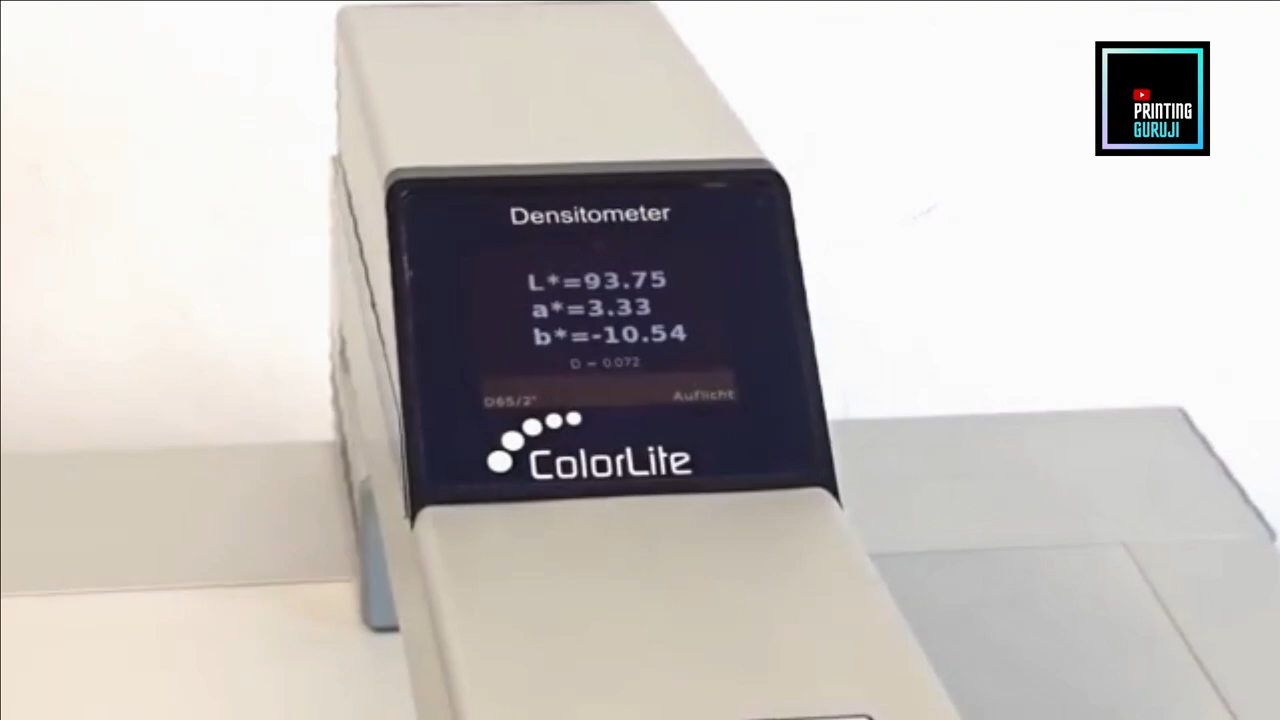 PRINTING
GURUJI
Densitometer
L*=93.75
a*=3.33
b*=-10.54
D = 0.072
D65/2° Auflicht
ColorLite